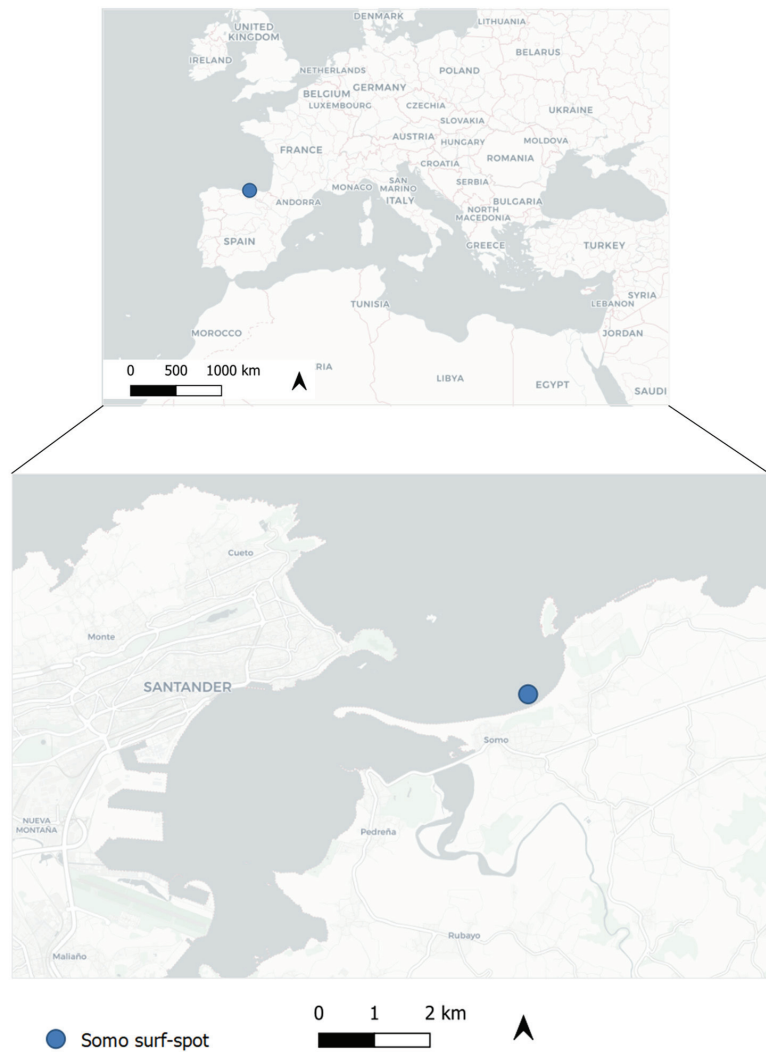 DENMARK
LITHUANIA
UNITED
KINGDOM
BELARUS
IRELAND
NETHERLANDS
POLAND
BELGIUM
GERMANY
LUXEMBOURG
CZECHIA
UKRAINE
SLOVAKIA
AUSTRIA
HUNGARY
MOLDOVA
FRANCE
CROATIA
ROMANIA
SERBIA
SAN
MARINO
MONACO
ITALY
ANDORRA
BULGARIA
NORTH
MACEDONIA
SPAIN
GREECE
TURKEY
SYRIA
LEBANON
TUNISIA
MOROCCO
JORDAN
RIA
LIBYA
EGYPT
SAUDI
0 500 1000 km
Cueto
Monte
SANTANDER
Somo
NUEVA
MONTAÑA
Pedreña
Rubayo
Maliaño
Somo surf-spot
0 1 2 km